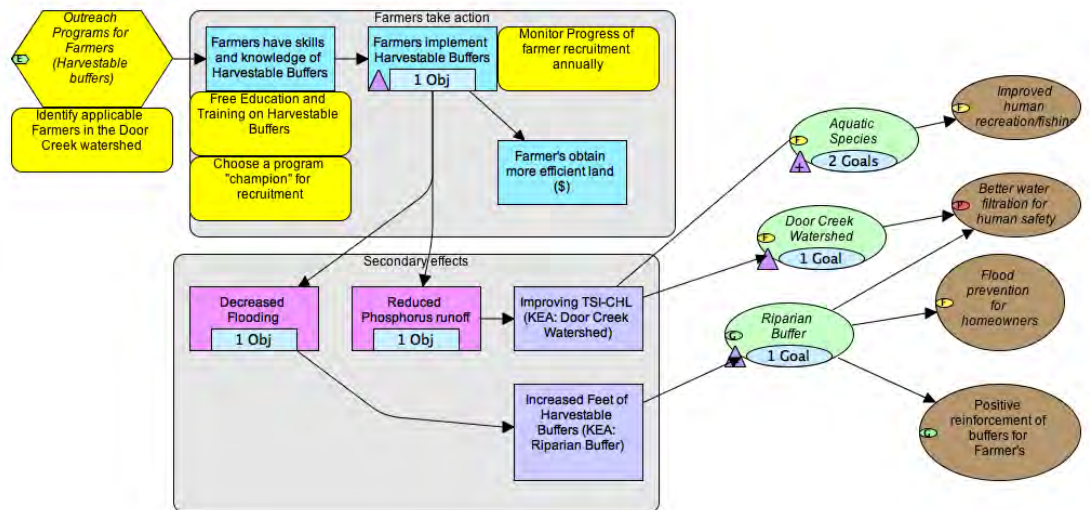 Outreach
Programs for
Farmers
(Harvestable
buffers)
E
Identify applicable
Farmers in the Door
Creek watershed
Farmers take action
Farmers have skills
and knowledge of
Harvestable Buffers
Free Education and
Training on Harvestable
Buffers
Choose a program
"champion" for
recruitment
Farmers implement
Harvestable Buffers
1 Obj
Monitor Progress of
farmer recruitment
annually
Farmer's obtain
more efficient land
($)
Secondary effects
Decreased
Flooding
1 Obj
Reduced
Phosphorus runoff
1 Obj
Improving TSI-CHL
(KEA: Door Creek
Watershed)
Increased Feet of
Harvestable
Buffers (KEA:
Riparian Buffer)
Aquatic
Species
F
2 Goals
Door Creek
Watershed
F
1 Goal
Riparian
Buffer
G
1 Goal
Improved
human
recreation/fishing
F
Better water
filtration for
human safety
P
Flood
prevention
for
homeowners
F
Positive
reinforcement of
buffers for
Farmer's
G